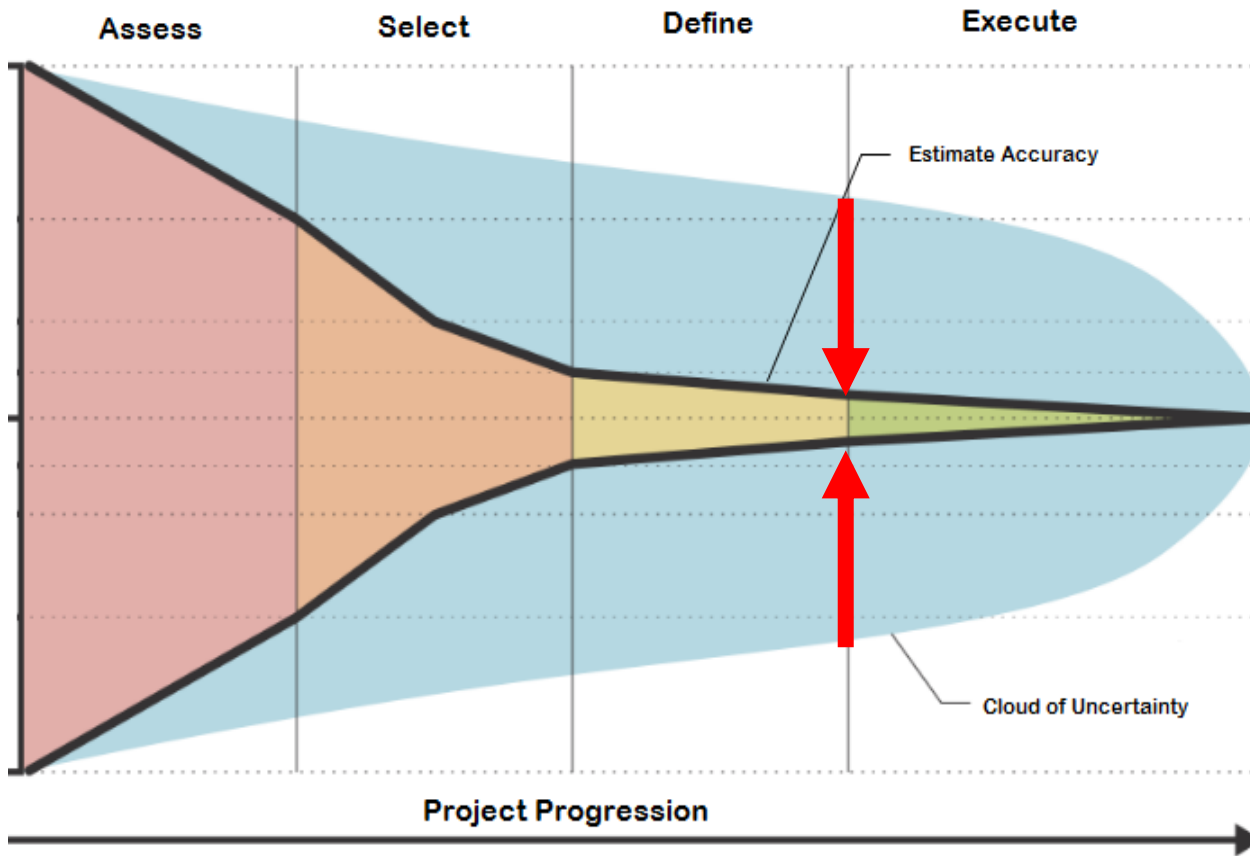 Assess
Select
Define
Execute
Estimate Accuracy
Cloud of Uncertainty
Project Progression